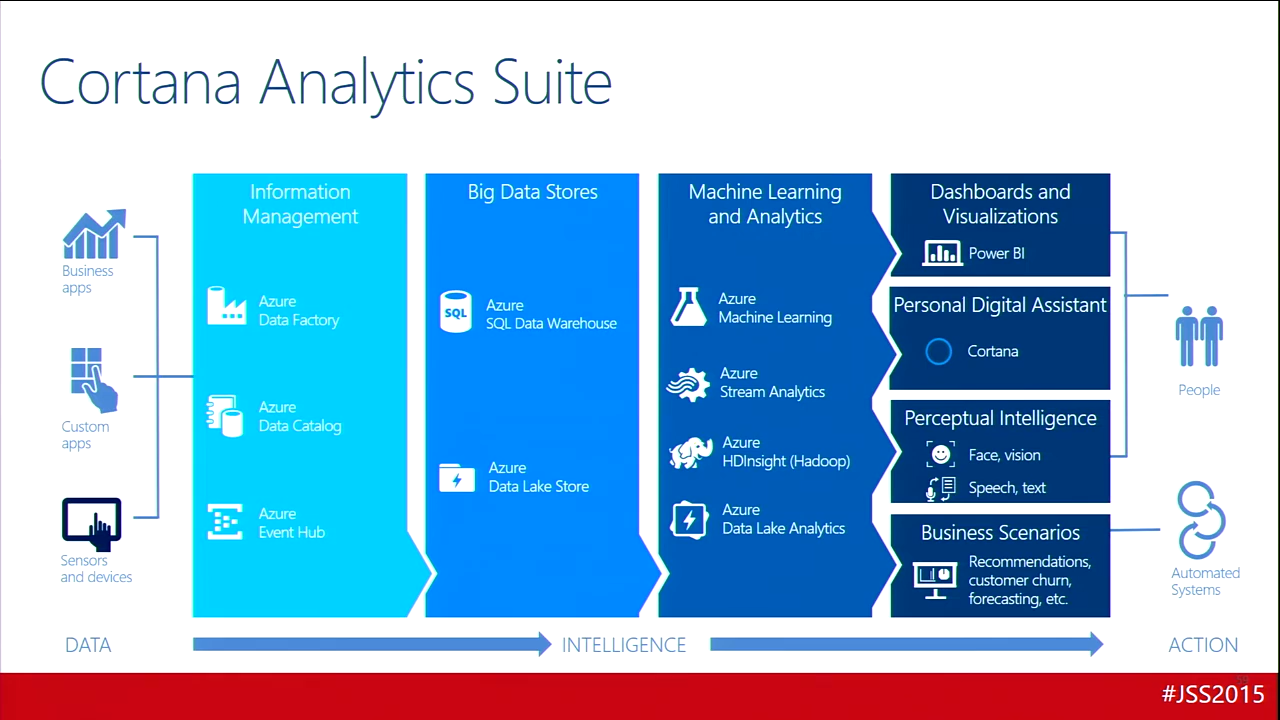 Cortana Analytics Suite
Business
apps
Custom
apps
Sensors
and devices
Information
Management
Azure
Data Factory
Azure
Data Catalog
Azure
Event Hub
Big Data Stores
SQL
Azure
SQL Data Warehouse
Azure
Data Lake Store
Machine Learning
and Analytics
Azure
Machine Learning
Azure
Stream Analytics
Azure
HDInsight (Hadoop)
Azure
Data Lake Analytics
Dashboards and
Visualizations
Power BI
Personal Digital Assistant
Cortana
Perceptual Intelligence
Face, vision
Speech, text
Business Scenarios
Recommendations,
customer churn,
forecasting, etc.
People
Automated
Systems
DATA
INTELLIGENCE
ACTION
#JSS2015